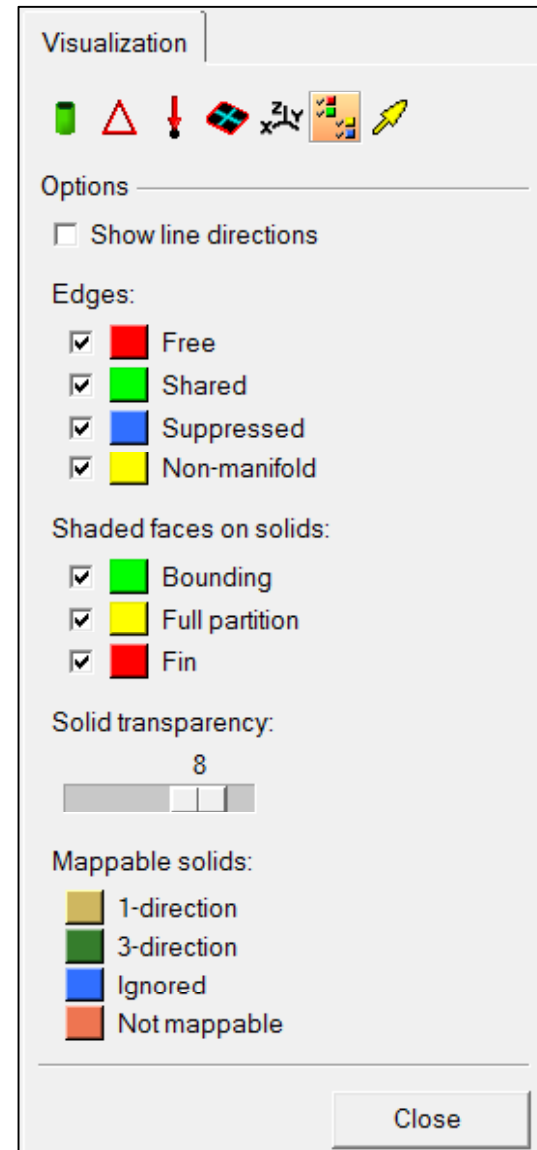 Visualization
Z
X Y
Options
Show line directions
Edges:
Free
Shared
Suppressed
Non-manifold
Shaded faces on solids:
Bounding
Full partition
Fin
Solid transparency:
8
Mappable solids:
1-direction
3-direction
Ignored
Not mappable
Close